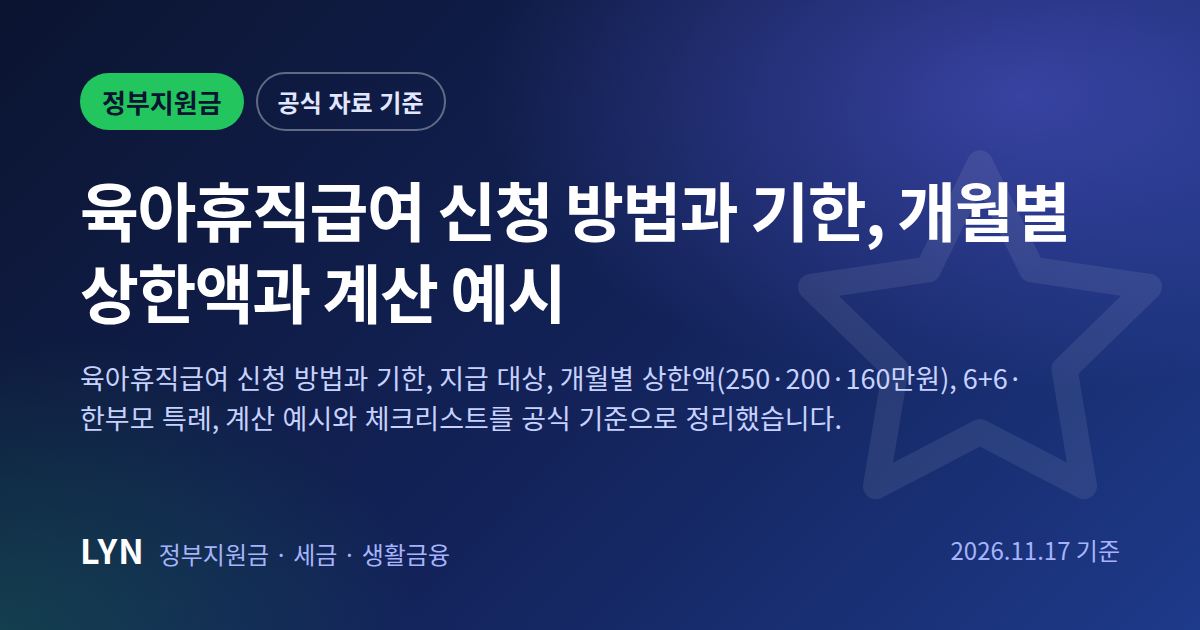 정부지원금
공식 자료 기준
육아휴직급여 신청 방법과 기한, 개월별
상한액과 계산 예시
육아휴직급여 신청 방법과 기한, 지급 대상, 개월별 상한액(250·200·160만원), 6+6·
한부모 특례, 계산 예시와 체크리스트를 공식 기준으로 정리했습니다.
LYN 정부지원금 · 세금 · 생활금융
2026.11.17 기준